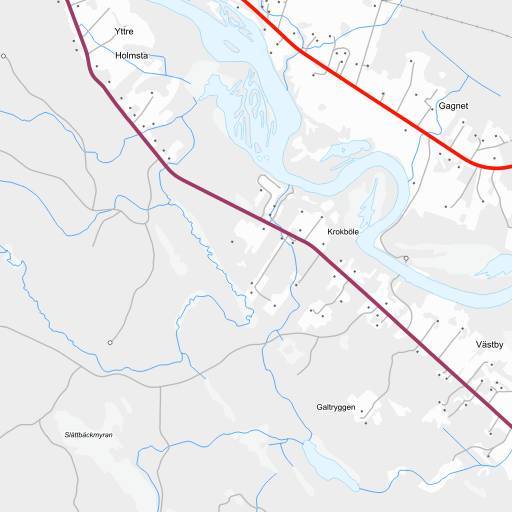 Yttre
Holmsta
Gagnet
Krokböle
Västby
Galtryggen
Slättbäckmyran